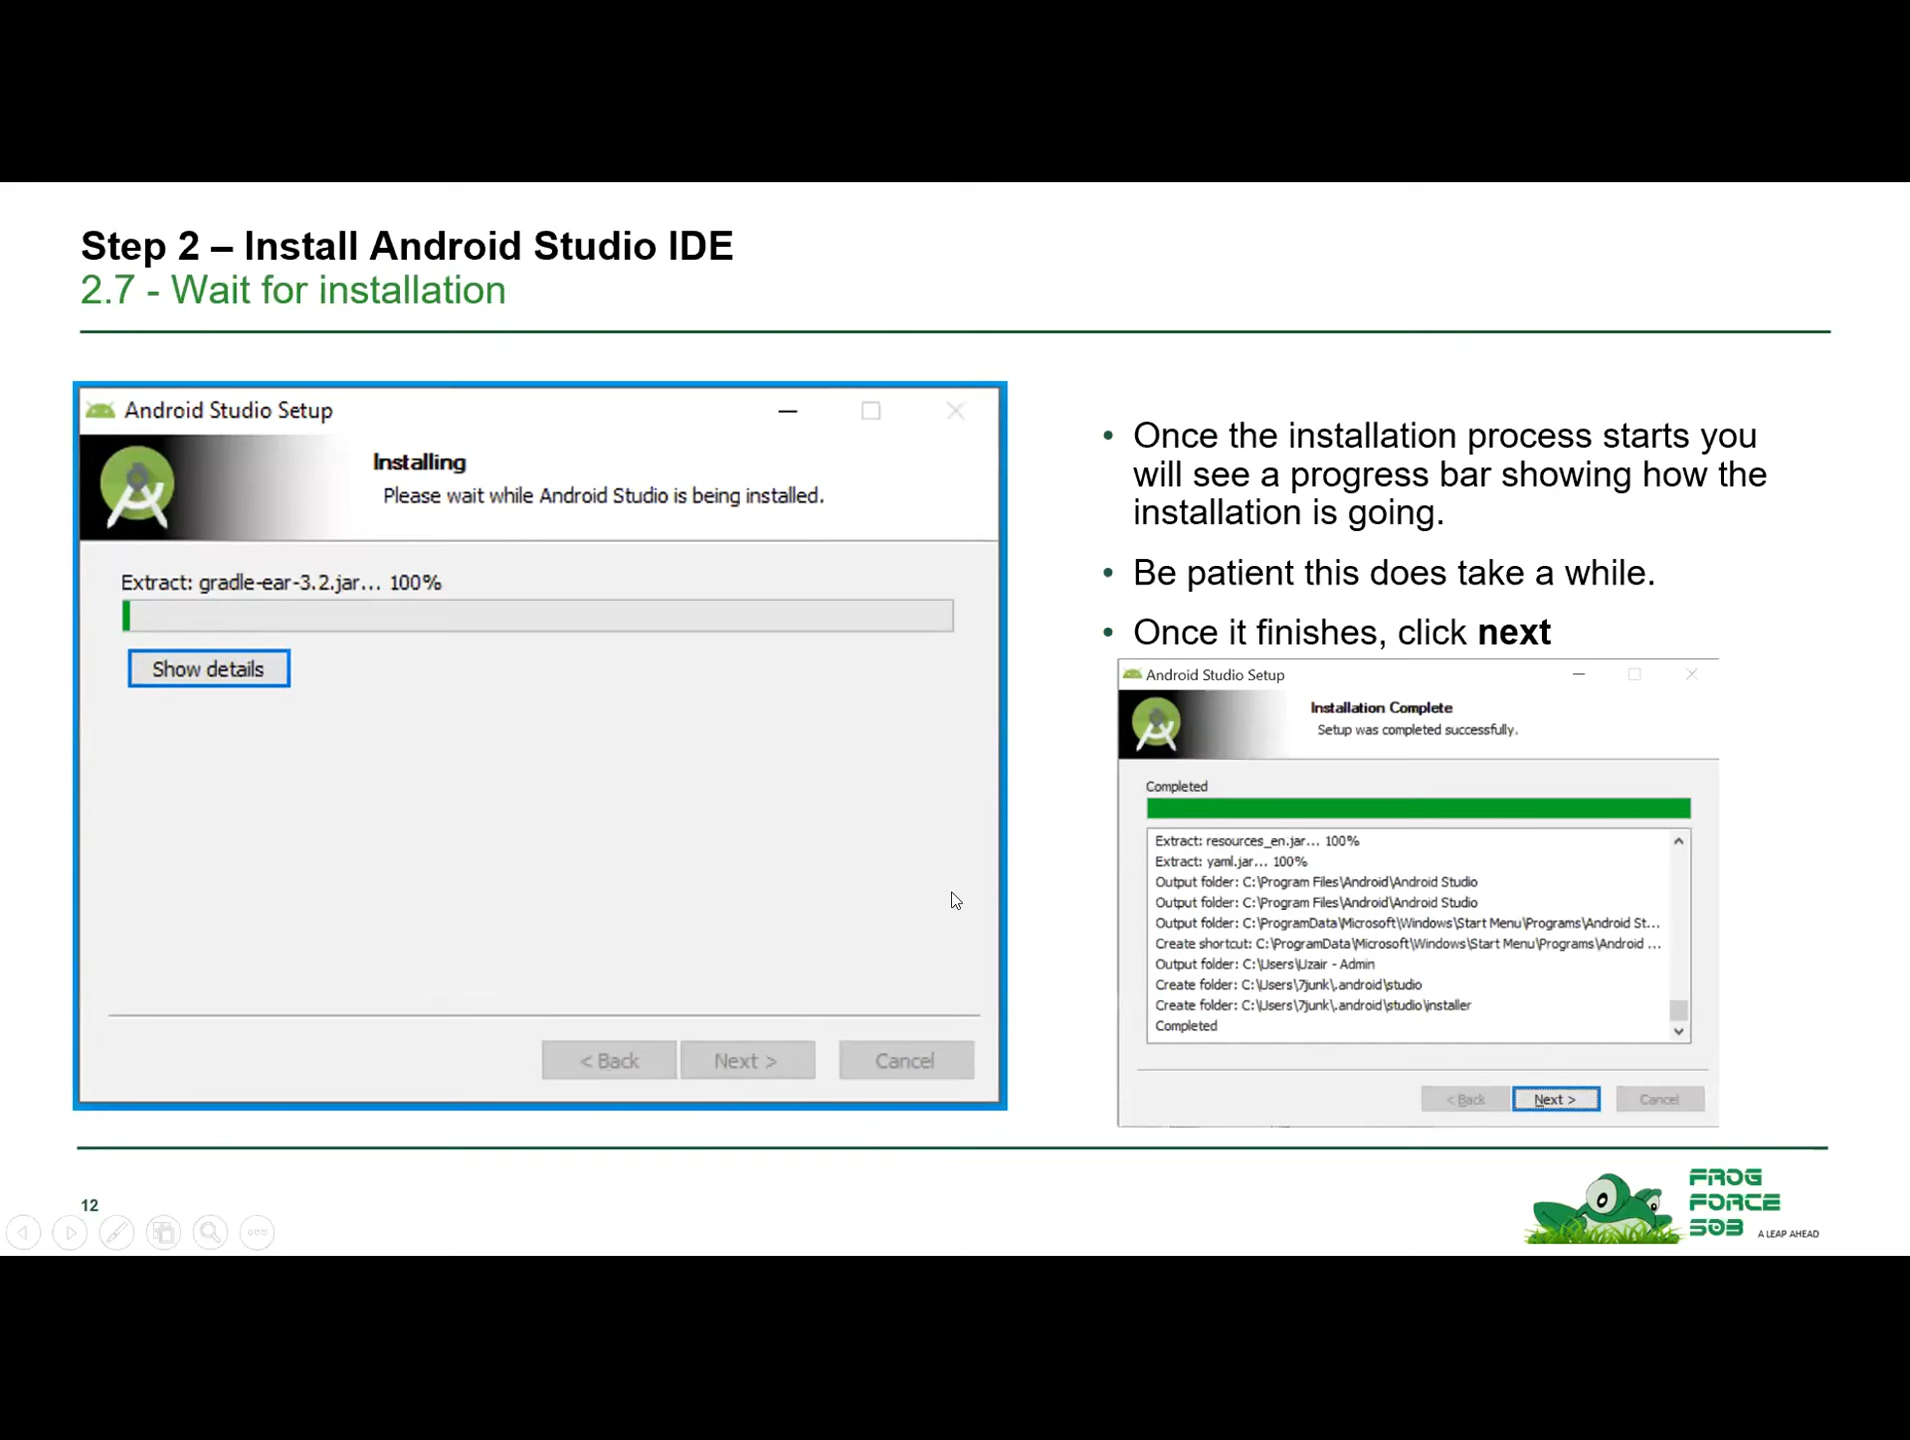 Step 2 – Install Android Studio IDE
2.7 - Wait for installation
Android Studio Setup
Installing
Please wait while Android Studio is being installed.
Extract: gradle-ear-3.2.jar... 100%
Show details
< Back
Next >
Cancel
• Once the installation process starts you
will see a progress bar showing how the
installation is going.
• Be patient this does take a while.
• Once it finishes, click next
Android Studio Setup
Installation Complete
Setup was completed successfully.
Completed
Extract: resources_en.jar... 100%
Extract: yaml.jar... 100%
Output folder: C:\Program Files\Android\Android Studio
Output folder: C:\Program Files\Android\Android Studio
Output folder: C:\ProgramData\Microsoft\Windows\Start Menu\Programs\Android St...
Create shortcut: C:\ProgramData\Microsoft\Windows\Start Menu\Programs\Android ...
Output folder: C:\Users\Uzair - Admin
Create folder: C:\Users\7junk\.android\studio
Create folder: C:\Users\7junk\.android\studio\installer
Completed
< Back
Next >
Cancel
12
FROG
FORCE
503
A LEAP AHEAD